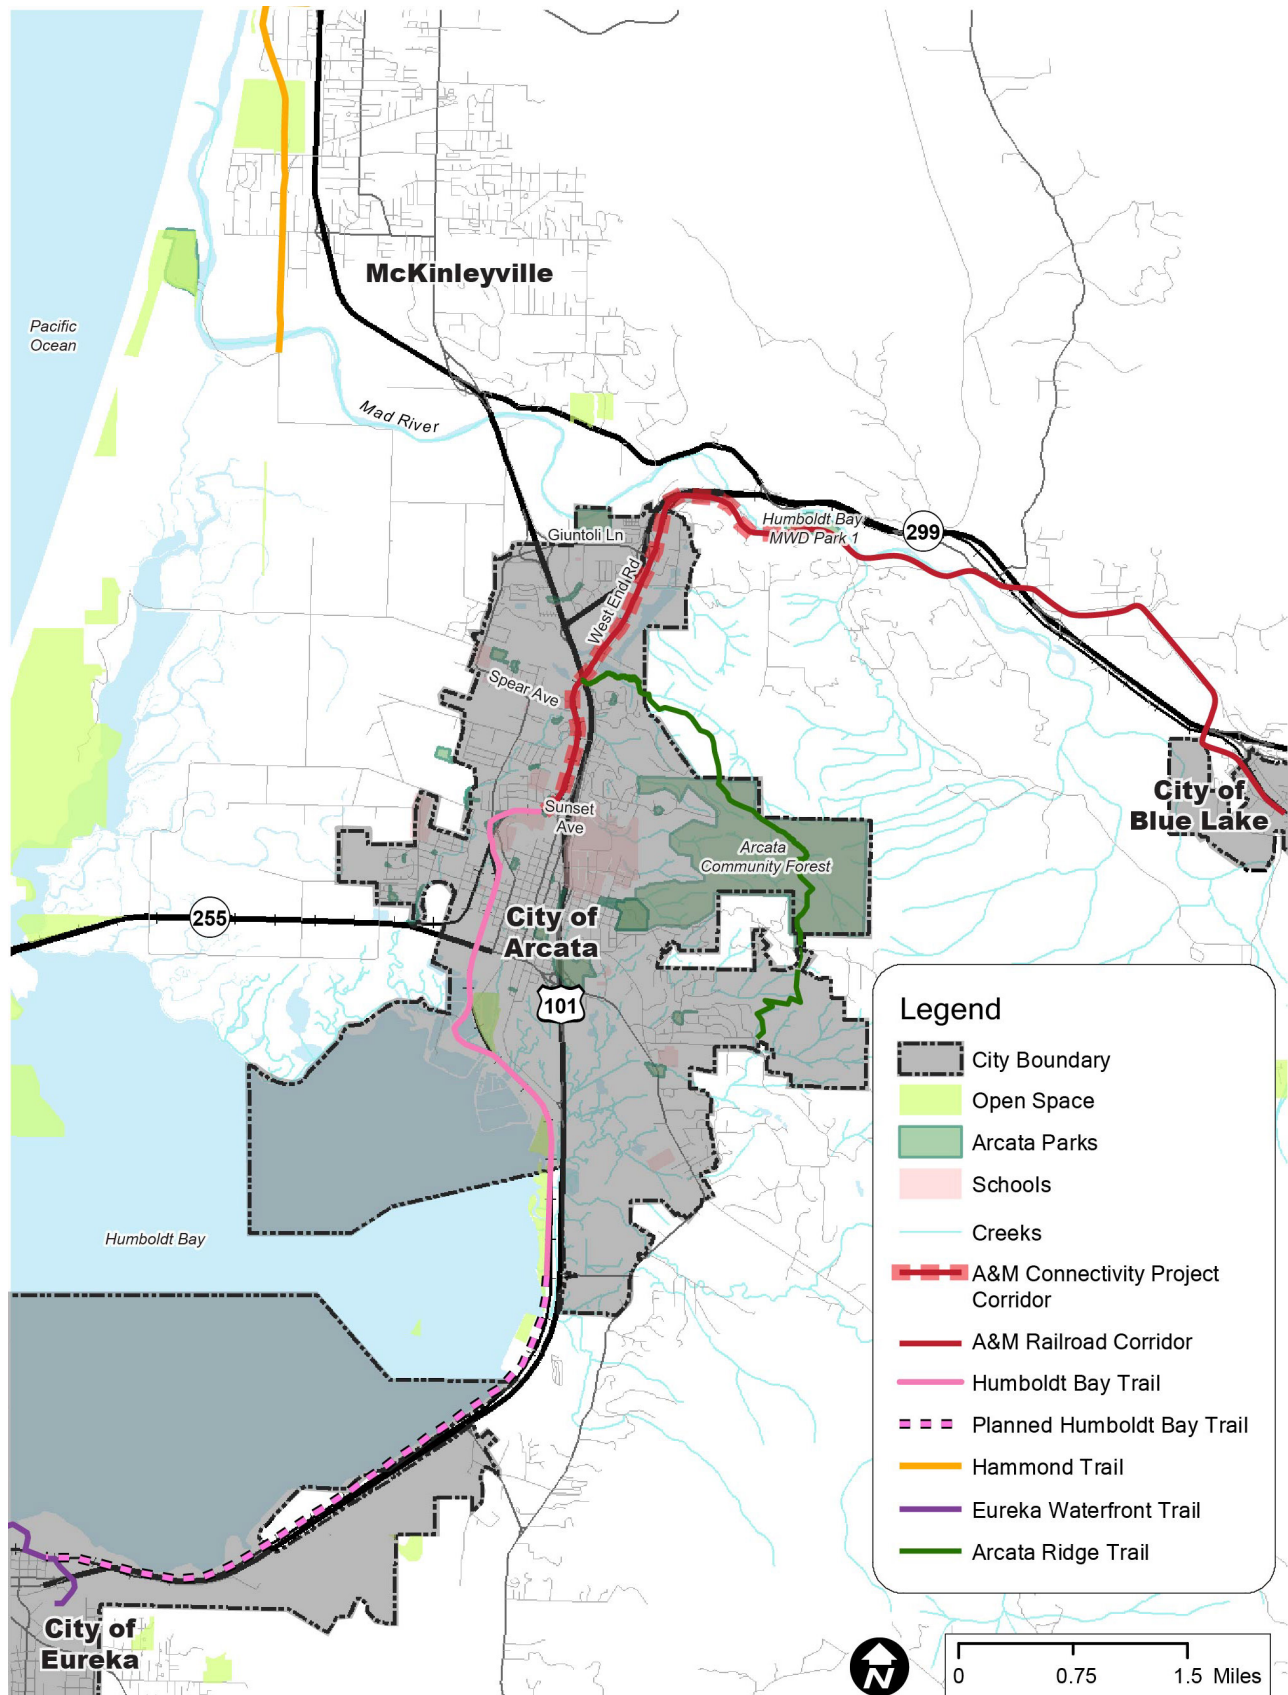 McKinleyville
Pacific
Ocean
Mad River
Humboldt Bay
MWD Park 1
299
Giuntoli Ln
West End Rd
Spear Ave
City of
Blue Lake
Sunset
Ave
Arcata
Community Forest
255
City of
Arcata
101
Humboldt Bay
City of
Eureka
Legend
City Boundary
Open Space
Arcata Parks
Schools
Creeks
A&M Connectivity Project
Corridor
A&M Railroad Corridor
Humboldt Bay Trail
Planned Humboldt Bay Trail
Hammond Trail
Eureka Waterfront Trail
Arcata Ridge Trail
N
0 0.75 1.5 Miles